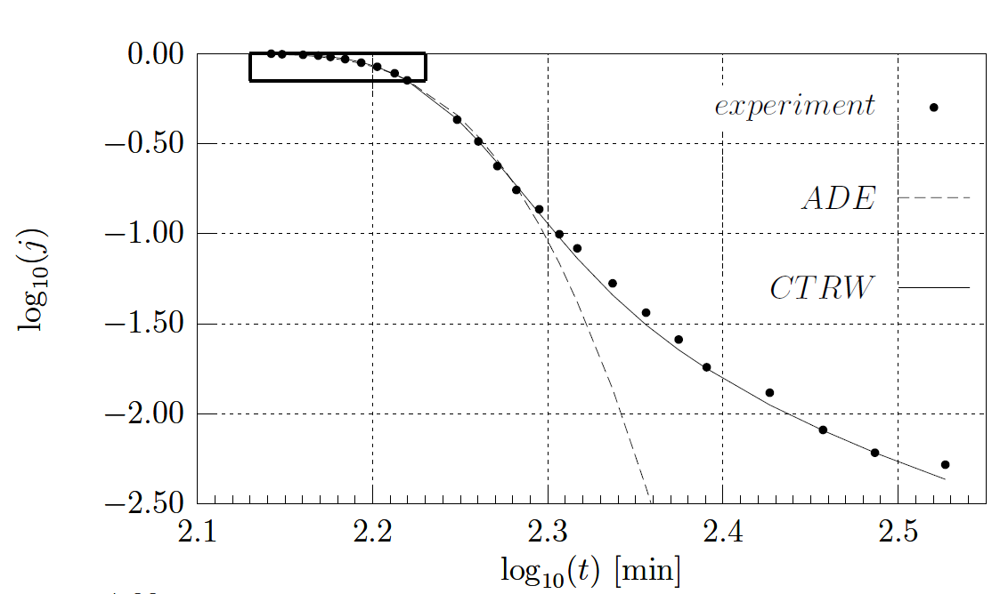 0.00
experiment
−0.50
ADE
−1.00
log₁₀(j)
CTRW
−1.50
−2.00
−2.50
2.1 2.2 2.3 2.4 2.5
log₁₀(t) [min]